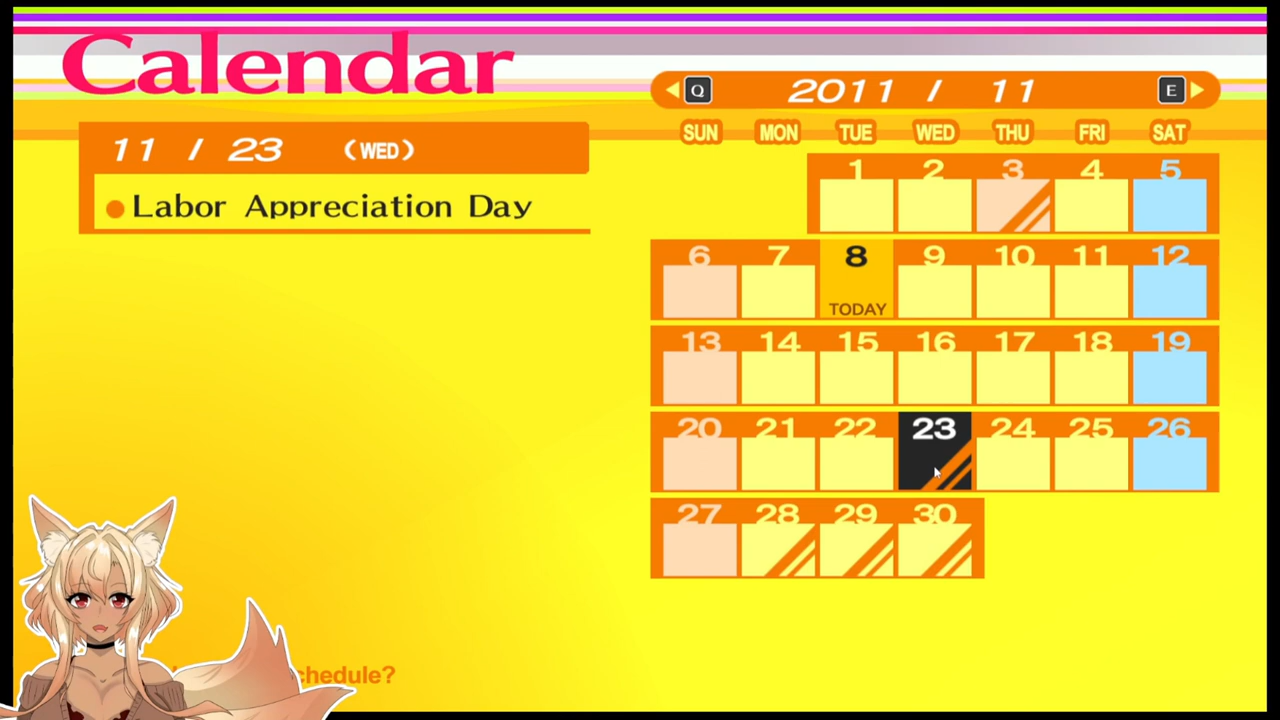 Calendar
Q 2011 / 11 E
SUN MON TUE WED THU FRI SAT
11 / 23 (WED)
Labor Appreciation Day
1 2 3 4 5
6 7 8 9 10 11 12
TODAY
13 14 15 16 17 18 19
20 21 22 23 24 25 26
27 28 29 30
chedule?